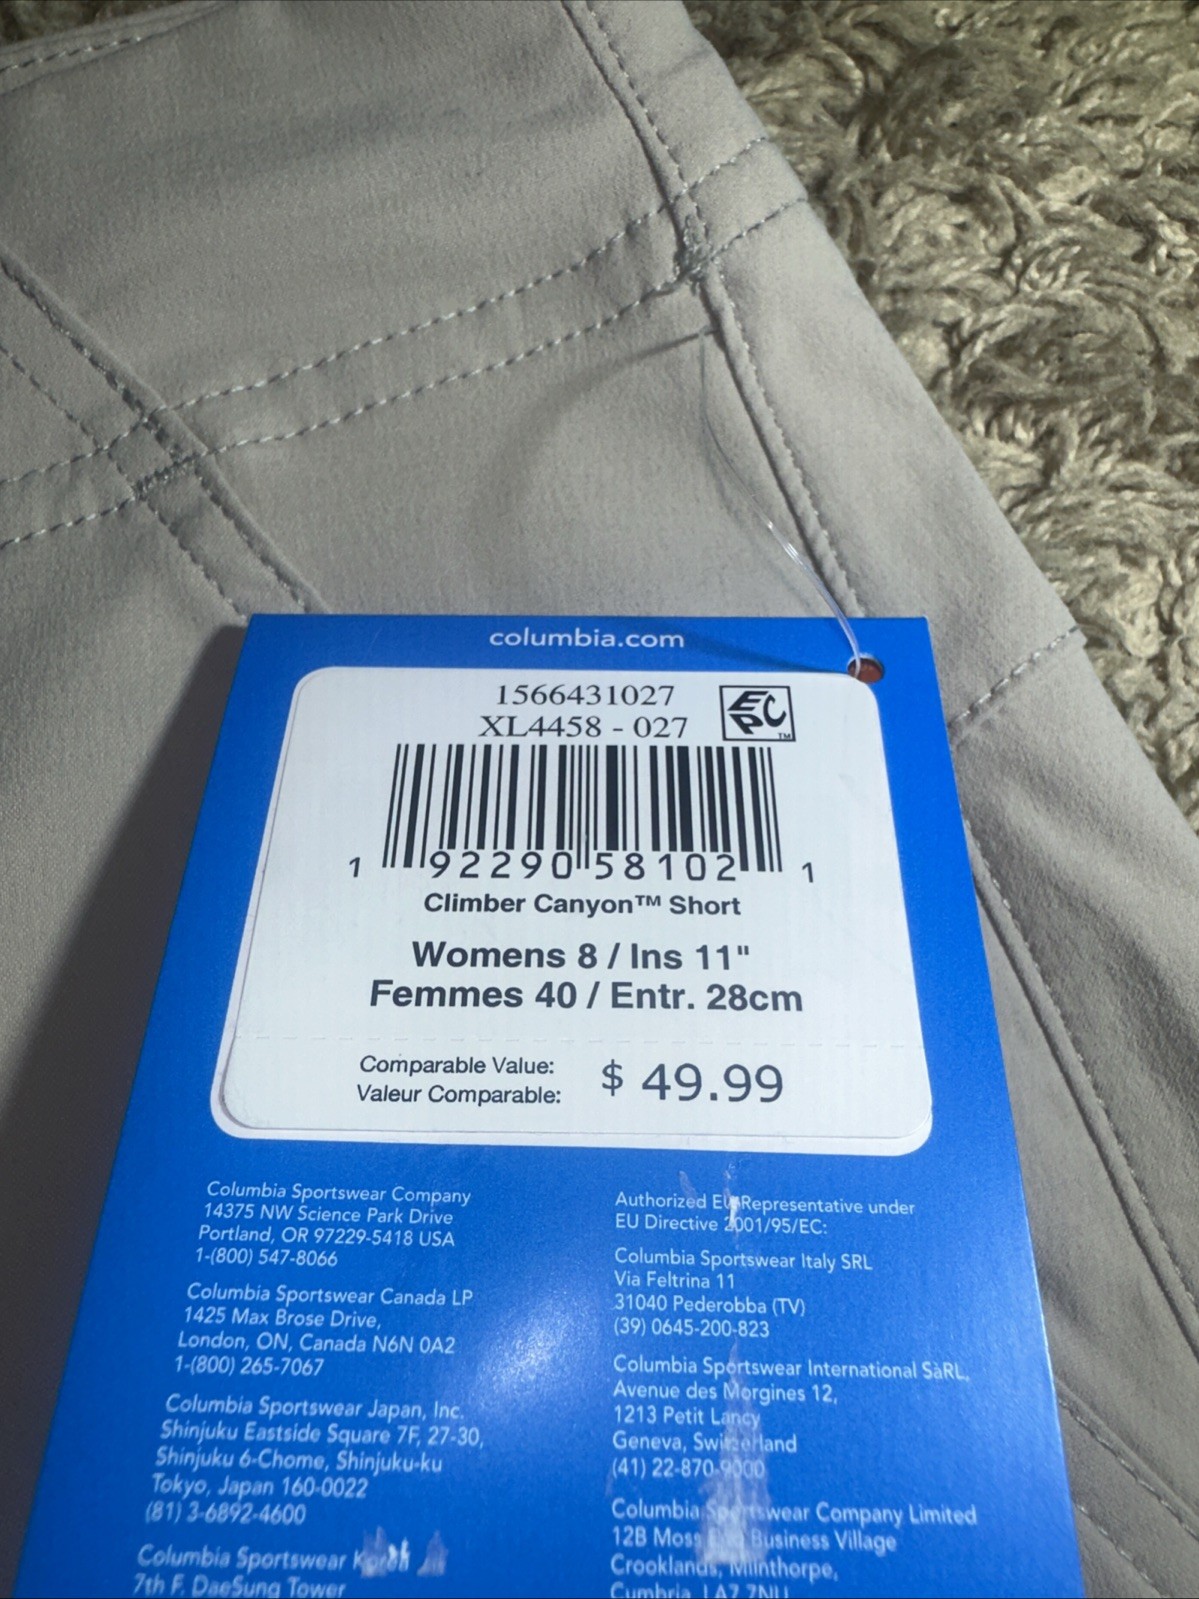 columbia.com
1566431027
XL4458 - 027
EPC TM
1 92290 58102 1
Climber Canyon™ Short
Womens 8 / Ins 11"
Femmes 40 / Entr. 28cm
Comparable Value:
Valeur Comparable:
$ 49.99
Columbia Sportswear Company
14375 NW Science Park Drive
Portland, OR 97229-5418 USA
1-(800) 547-8066
Columbia Sportswear Canada LP
1425 Max Brose Drive,
London, ON, Canada N6N 0A2
1-(800) 265-7067
Columbia Sportswear Japan, Inc.
Shinjuku Eastside Square 7F, 27-30,
Shinjuku 6-Chome, Shinjuku-ku
Tokyo, Japan 160-0022
(81) 3-6892-4600
Columbia Sportswear Korea
7th F. DaeSung Tower
Authorized EU Representative under
EU Directive 2001/95/EC:
Columbia Sportswear Italy SRL
Via Feltrina 11
31040 Pederobba (TV)
(39) 0645-200-823
Columbia Sportswear International SàRL,
Avenue des Morgines 12,
1213 Petit Lancy
Geneva, Switzerland
(41) 22-870-9000
Columbia Sportswear Company Limited
12B Moss Business Village
Crooklands, Milnthorpe,
Cumbria LA7 7NU